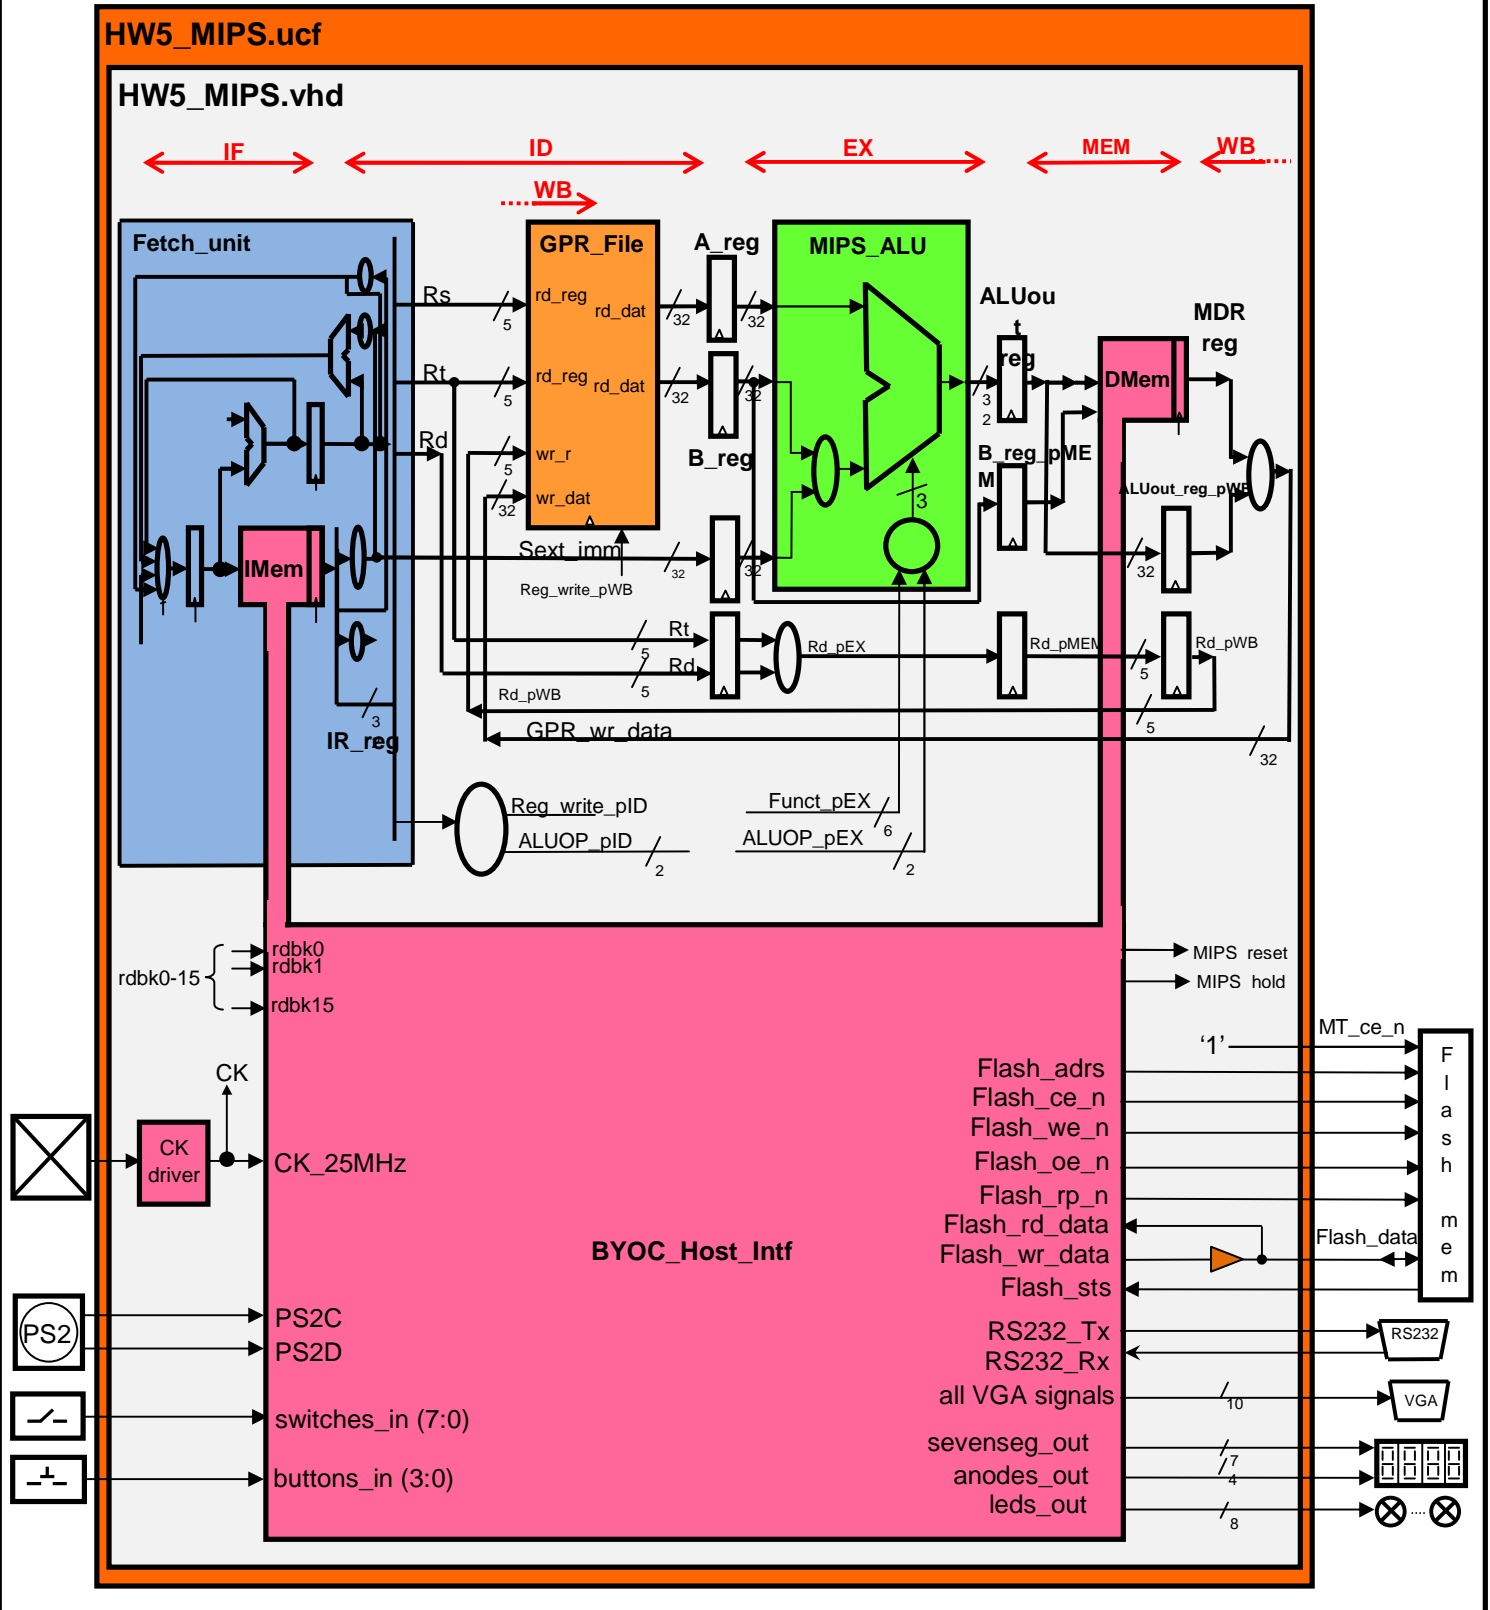 HW5_MIPS.ucf
HW5_MIPS.vhd
IF
ID
EX
MEM
WB
WB
Fetch_unit
GPR_File
A_reg
MIPS_ALU
Rs
5
rd_reg
rd_dat
32
32
ALUou
t
reg
MDR
reg
Rt
5
rd_reg
rd_dat
32
32
3
2
DMem
Rd
5
wr_r
B_reg
B_reg_pME
M
32
wr_dat
3
ALUout_reg_pWB
IMem
Sext_imm
32
32
32
Reg_write_pWB
Rt
5
Rd
5
Rd_pEX
Rd_pMEM
5
Rd_pWB
Rd_pWB
5
3
IR_reg
GPR_wr_data
32
Reg_write_pID
ALUOP_pID
2
Funct_pEX
6
ALUOP_pEX
2
rdbk0-15
rdbk0
rdbk1
rdbk15
MIPS reset
MIPS hold
CK
CK
driver
CK_25MHz
BYOC_Host_Intf
'1'
MT_ce_n
Flash_adrs
Flash_ce_n
Flash_we_n
Flash_oe_n
Flash_rp_n
Flash_rd_data
Flash_wr_data
Flash_sts
Flash_data
F
l
a
s
h
m
e
m
PS2
PS2C
PS2D
RS232_Tx
RS232_Rx
RS232
all VGA signals
10
VGA
switches_in (7:0)
sevenseg_out
7
buttons_in (3:0)
anodes_out
4
leds_out
8
....